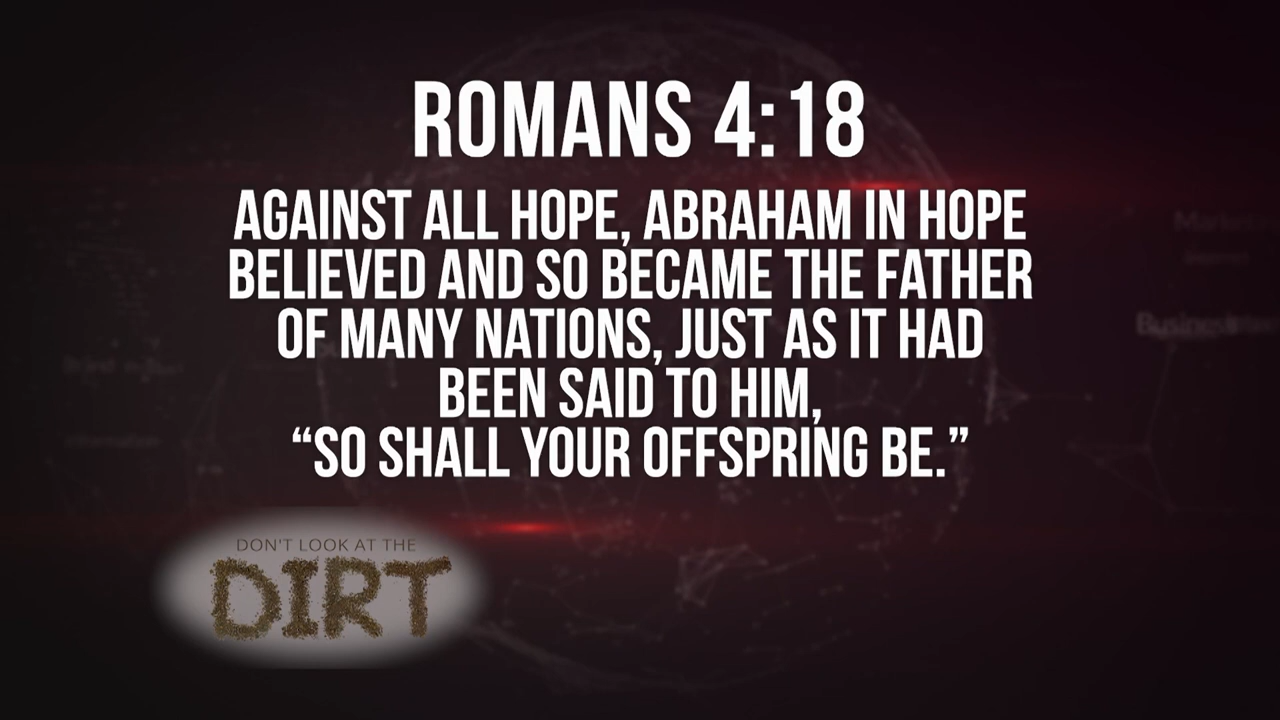 ROMANS 4:18
AGAINST ALL HOPE, ABRAHAM IN HOPE
BELIEVED AND SO BECAME THE FATHER
OF MANY NATIONS, JUST AS IT HAD
BEEN SAID TO HIM,
“SO SHALL YOUR OFFSPRING BE.”
DON'T LOOK AT THE
DIRT